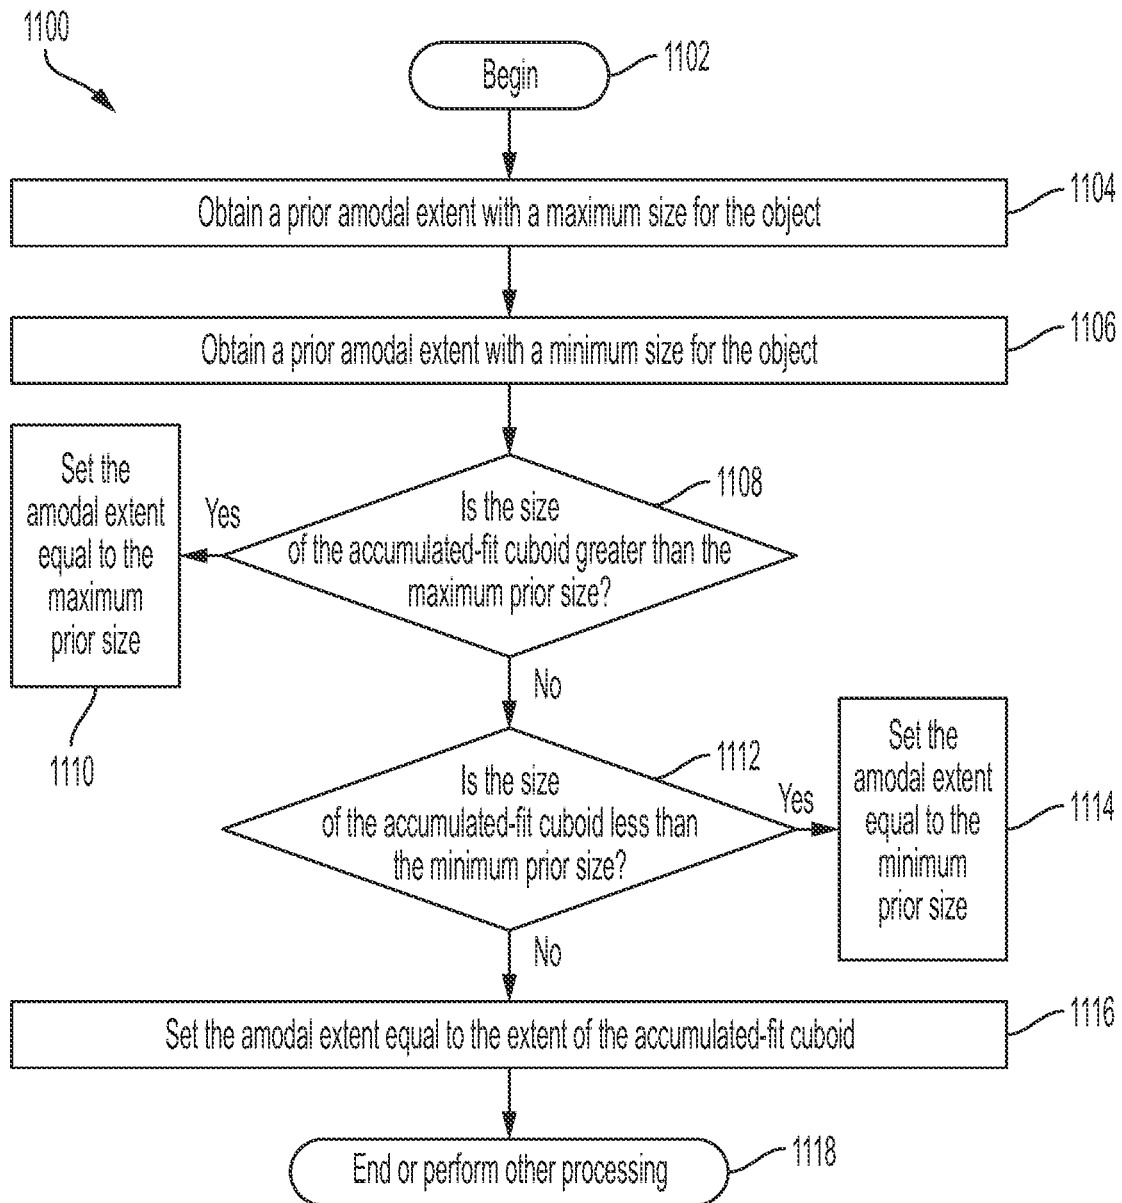 1100
Begin
1102
Obtain a prior amodal extent with a maximum size for the object
1104
Obtain a prior amodal extent with a minimum size for the object
1106
Set the
amodal extent
equal to the
maximum
prior size
1110
Yes
1108
Is the size
of the accumulated-fit cuboid greater than the
maximum prior size?
No
1112
Is the size
of the accumulated-fit cuboid less than
the minimum prior size?
Yes
Set the
amodal extent
equal to the
minimum
prior size
1114
No
Set the amodal extent equal to the extent of the accumulated-fit cuboid
1116
End or perform other processing
1118